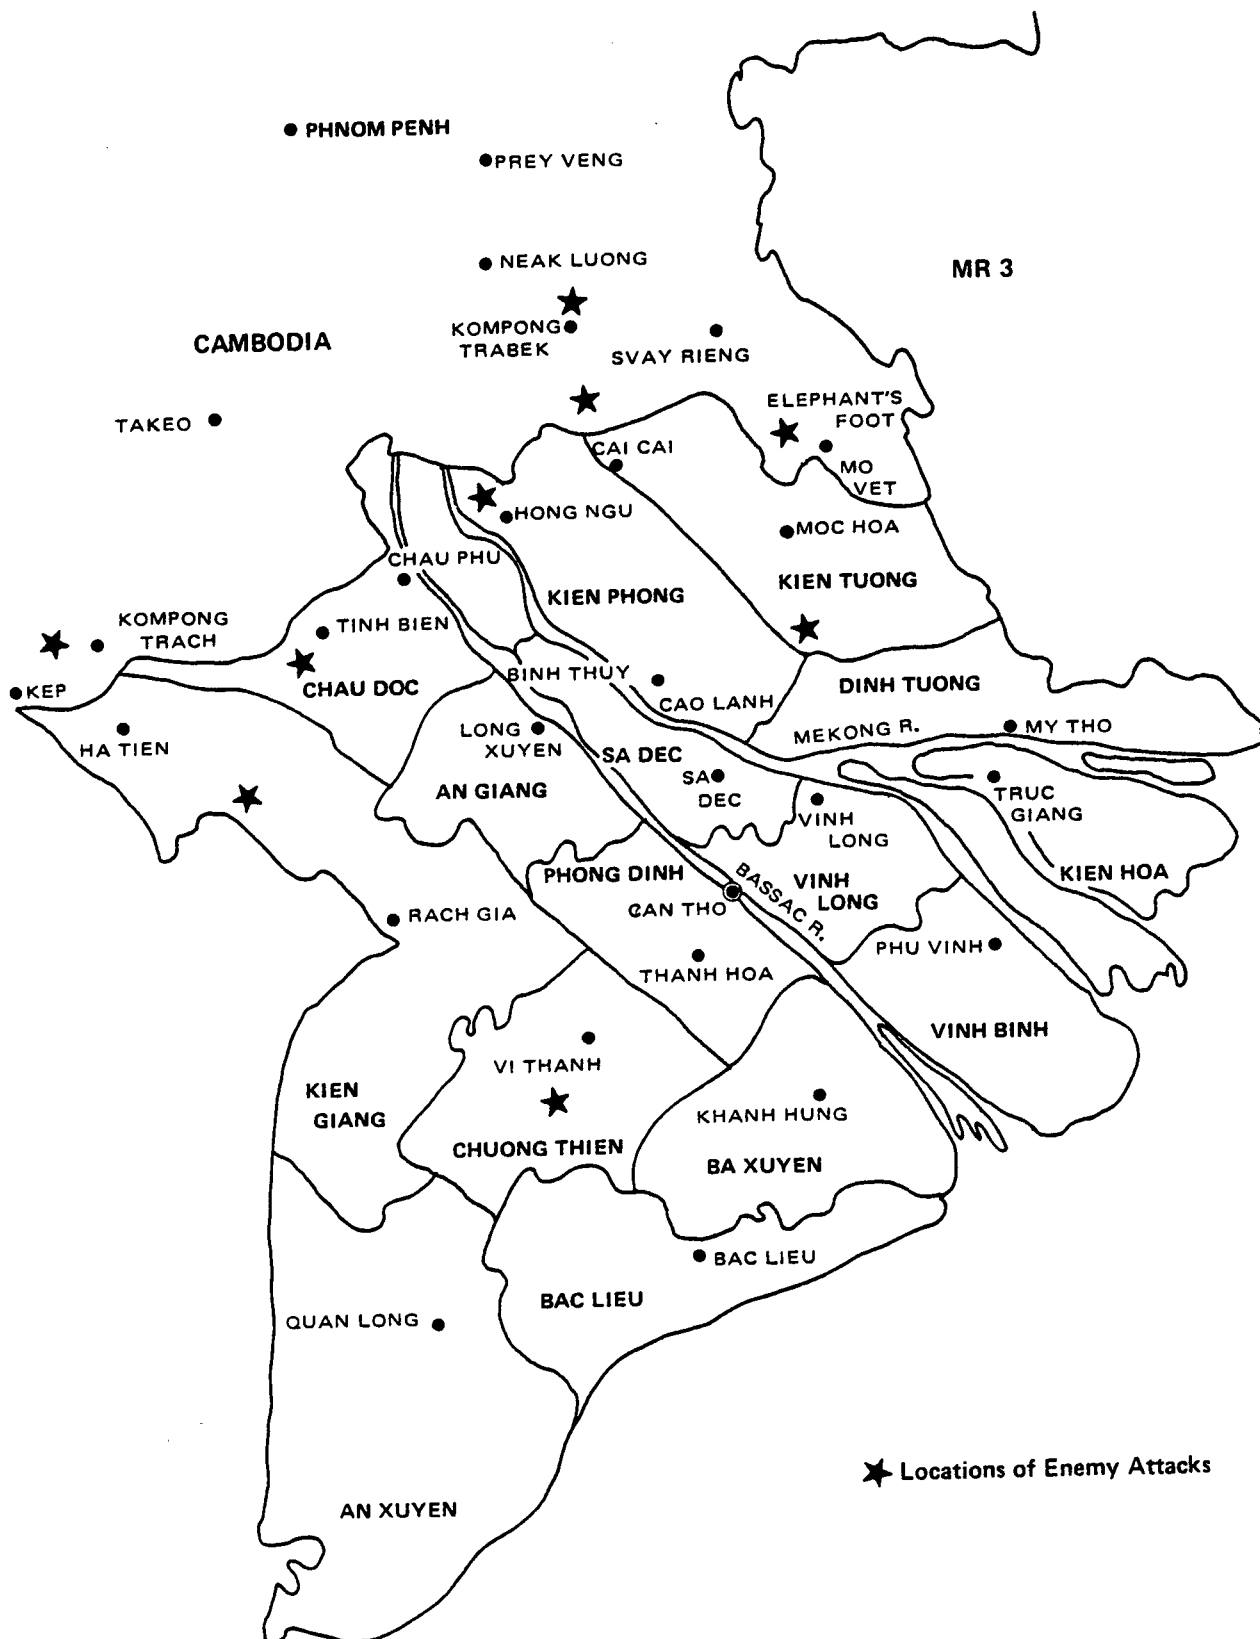 PHNOM PENH
PREY VENG
NEAK LUONG
MR 3
KOMPONG
TRABEK
CAMBODIA
SVAY RIENG
ELEPHANT'S
FOOT
TAKEO
CAI CAI
MO
VET
HONG NGU
MOC HOA
CHAU PHU
KIEN TUONG
KIEN PHONG
KOMPONG
TRACH
TINH BIEN
BINH THUY
DINH TUONG
KEP
CHAU DOC
CAO LANH
HA TIEN
LONG
XUYEN
MEKONG R.
MY THO
SA DEC
SA
DEC
AN GIANG
TRUC
GIANG
VINH
LONG
PHONG DINH
BASSAC R.
VINH
LONG
KIEN HOA
CAN THO
RACH GIA
PHU VINH
THANH HOA
VINH BINH
VI THANH
KIEN
GIANG
KHANH HUNG
CHUONG THIEN
BA XUYEN
BAC LIEU
BAC LIEU
QUAN LONG
AN XUYEN
Locations of Enemy Attacks